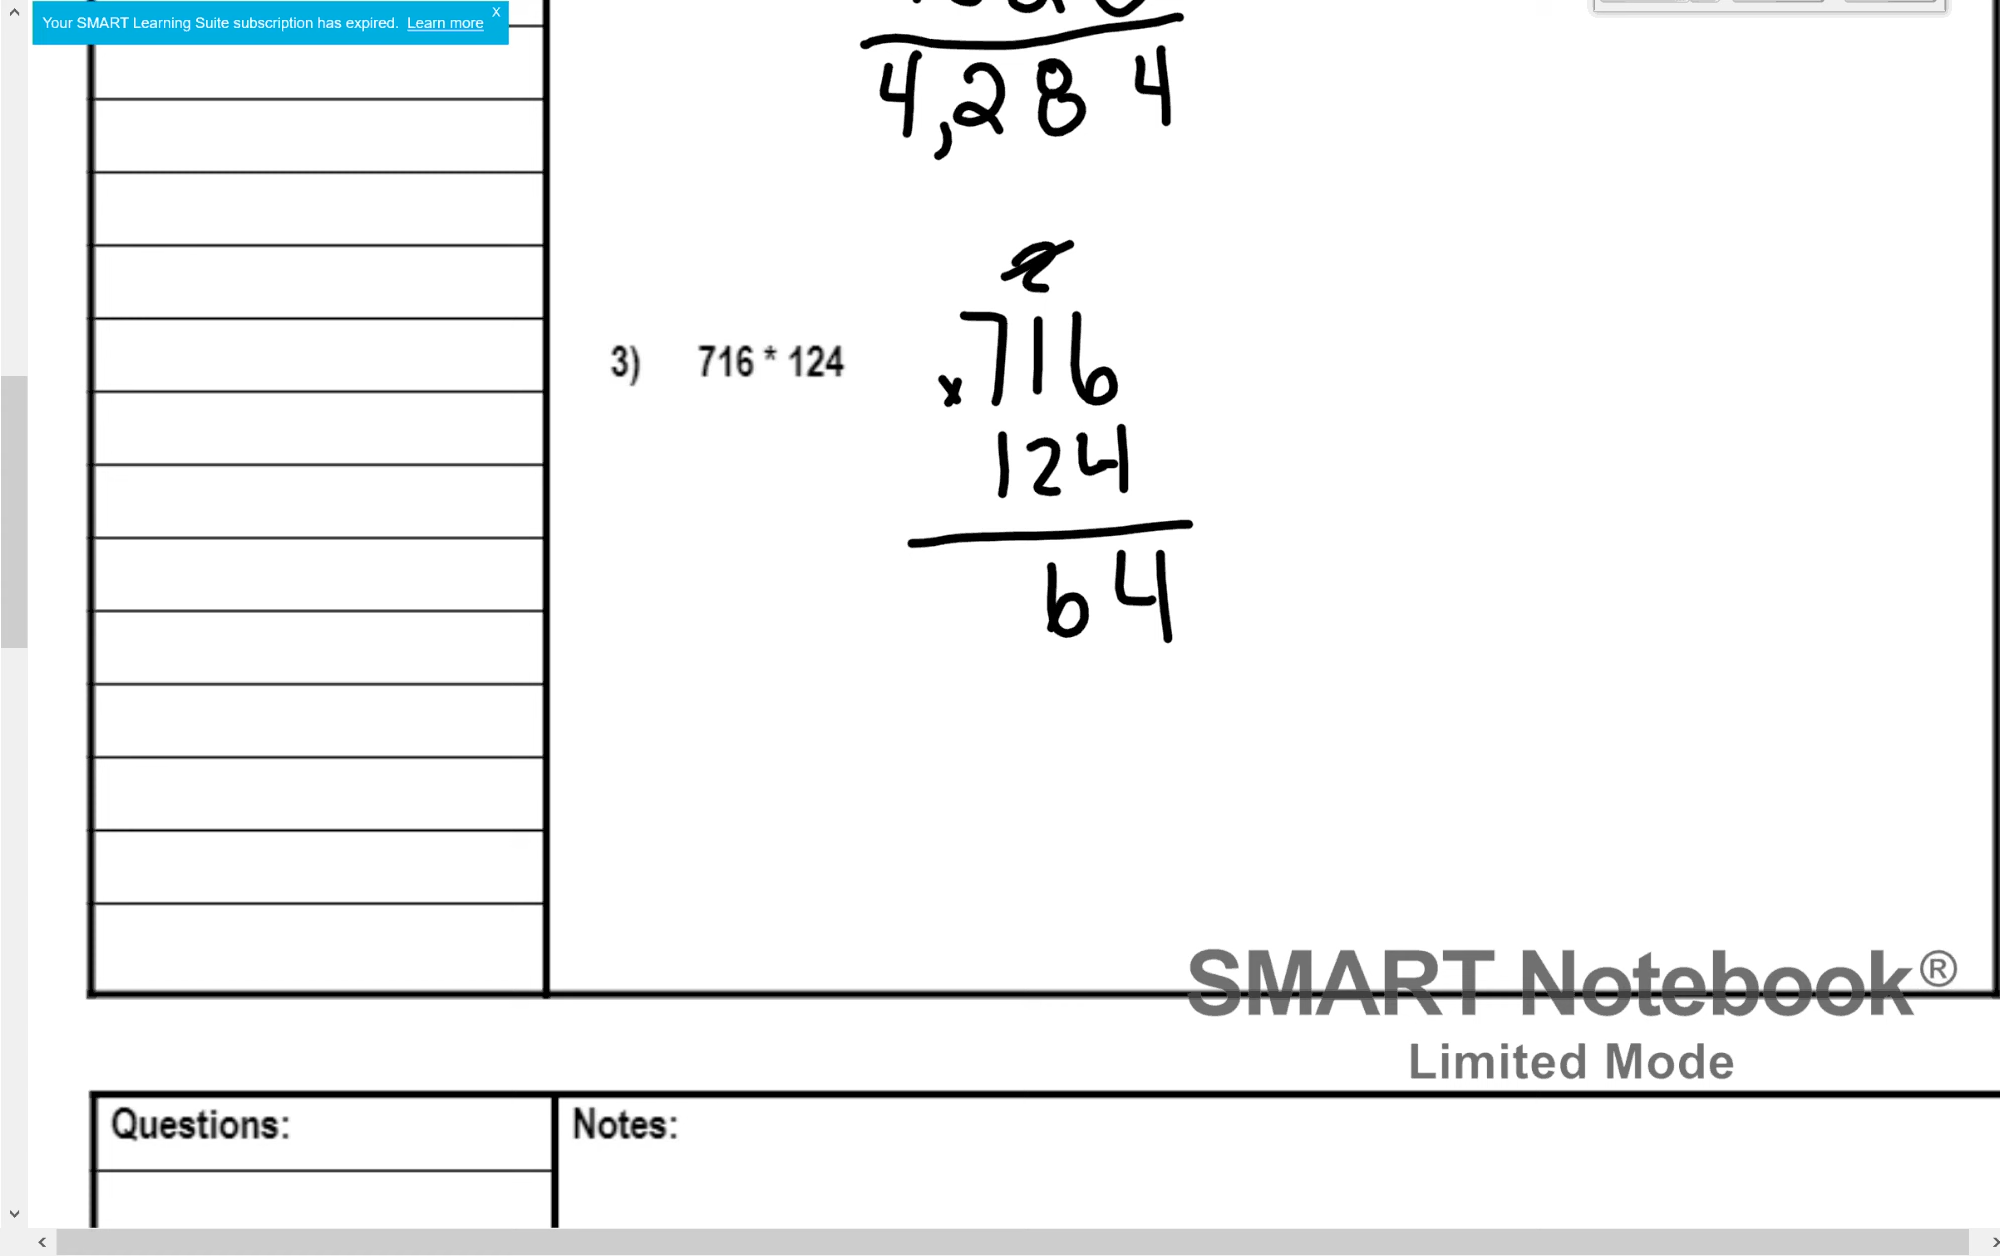 Your SMART Learning Suite subscription has expired. Learn more X
4,284
2
3) 716 * 124
716
x
124
64
SMART Notebook®
Limited Mode
Questions:
Notes: